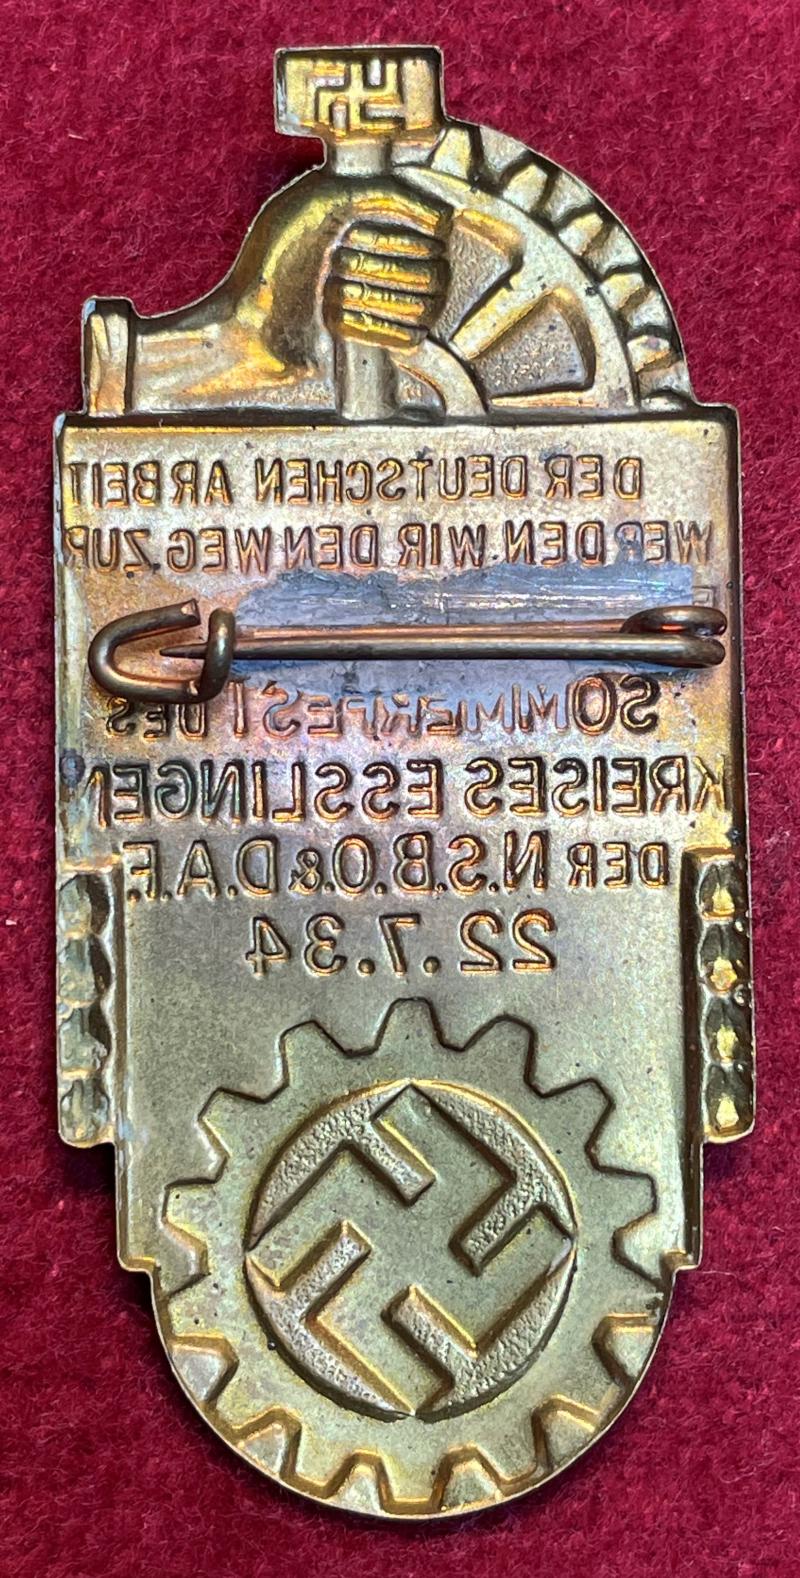 DER DEUTSCHEN ARBEIT
WERDEN WIR DEN WEG ZUR
SOMMERFEST DES
KREISES ESSLINGEN
DER N.S.B.O. & D.A.F.
22.7.34